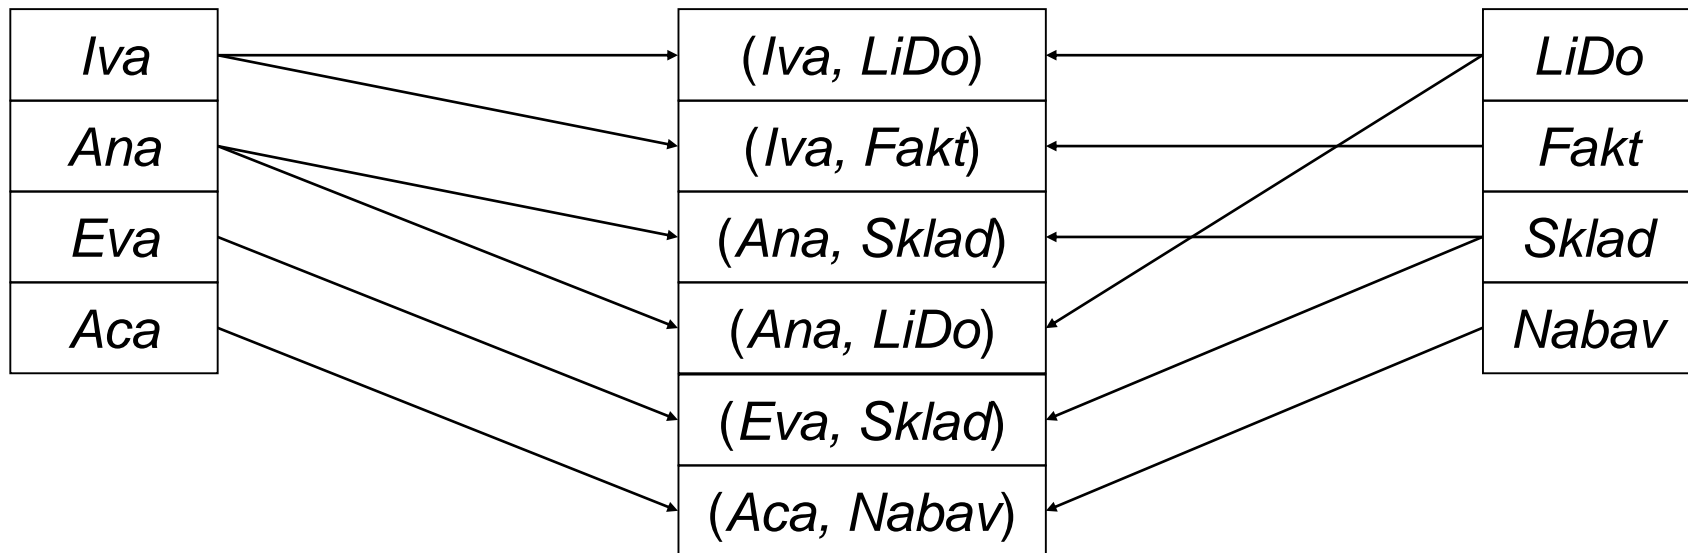 Iva
Ana
Eva
Aca
(Iva, LiDo)
(Iva, Fakt)
(Ana, Sklad)
(Ana, LiDo)
(Eva, Sklad)
(Aca, Nabav)
LiDo
Fakt
Sklad
Nabav